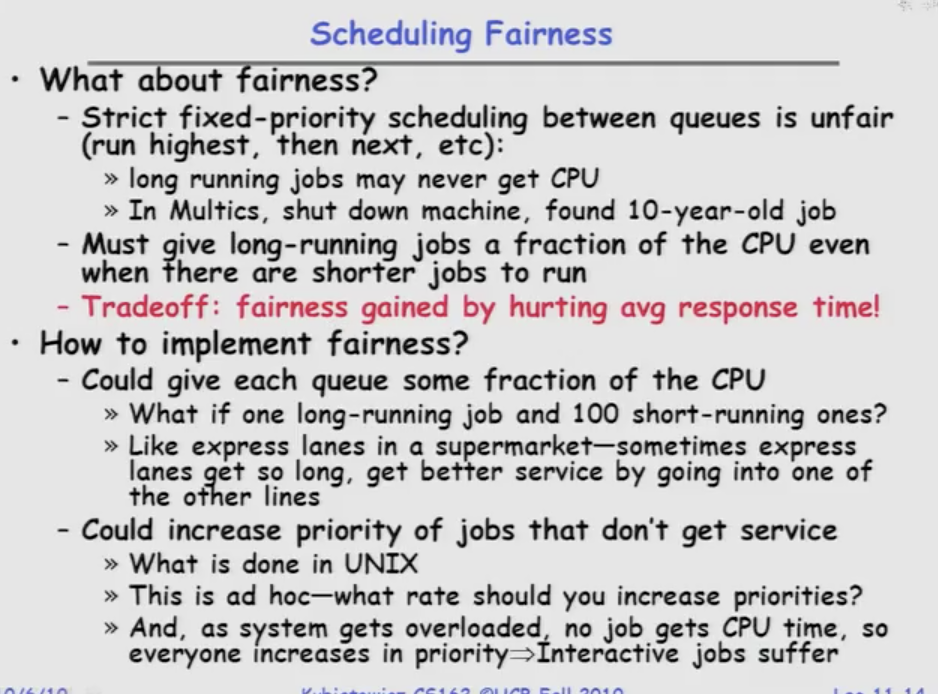 Scheduling Fairness
• What about fairness?
– Strict fixed-priority scheduling between queues is unfair
(run highest, then next, etc):
» long running jobs may never get CPU
» In Multics, shut down machine, found 10-year-old job
– Must give long-running jobs a fraction of the CPU even
when there are shorter jobs to run
– Tradeoff: fairness gained by hurting avg response time!
• How to implement fairness?
– Could give each queue some fraction of the CPU
» What if one long-running job and 100 short-running ones?
» Like express lanes in a supermarket—sometimes express
lanes get so long, get better service by going into one of
the other lines
– Could increase priority of jobs that don't get service
» What is done in UNIX
» This is ad hoc—what rate should you increase priorities?
» And, as system gets overloaded, no job gets CPU time, so
everyone increases in priority⇒Interactive jobs suffer
Kubiatowicz CS162 ©UCB Fall 2010